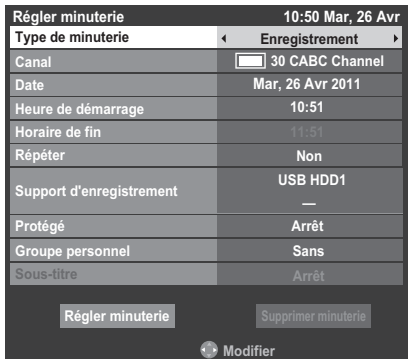 Régler minuterie 10:50 Mar, 26 Avr
Type de minuterie Enregistrement
Canal 30 CABC Channel
Date Mar, 26 Avr 2011
Heure de démarrage 10:51
Horaire de fin 11:51
Répéter Non
Support d'enregistrement USB HDD1
—
Protégé Arrêt
Groupe personnel Sans
Sous-titre Arrêt
Régler minuterie Supprimer minuterie
Modifier